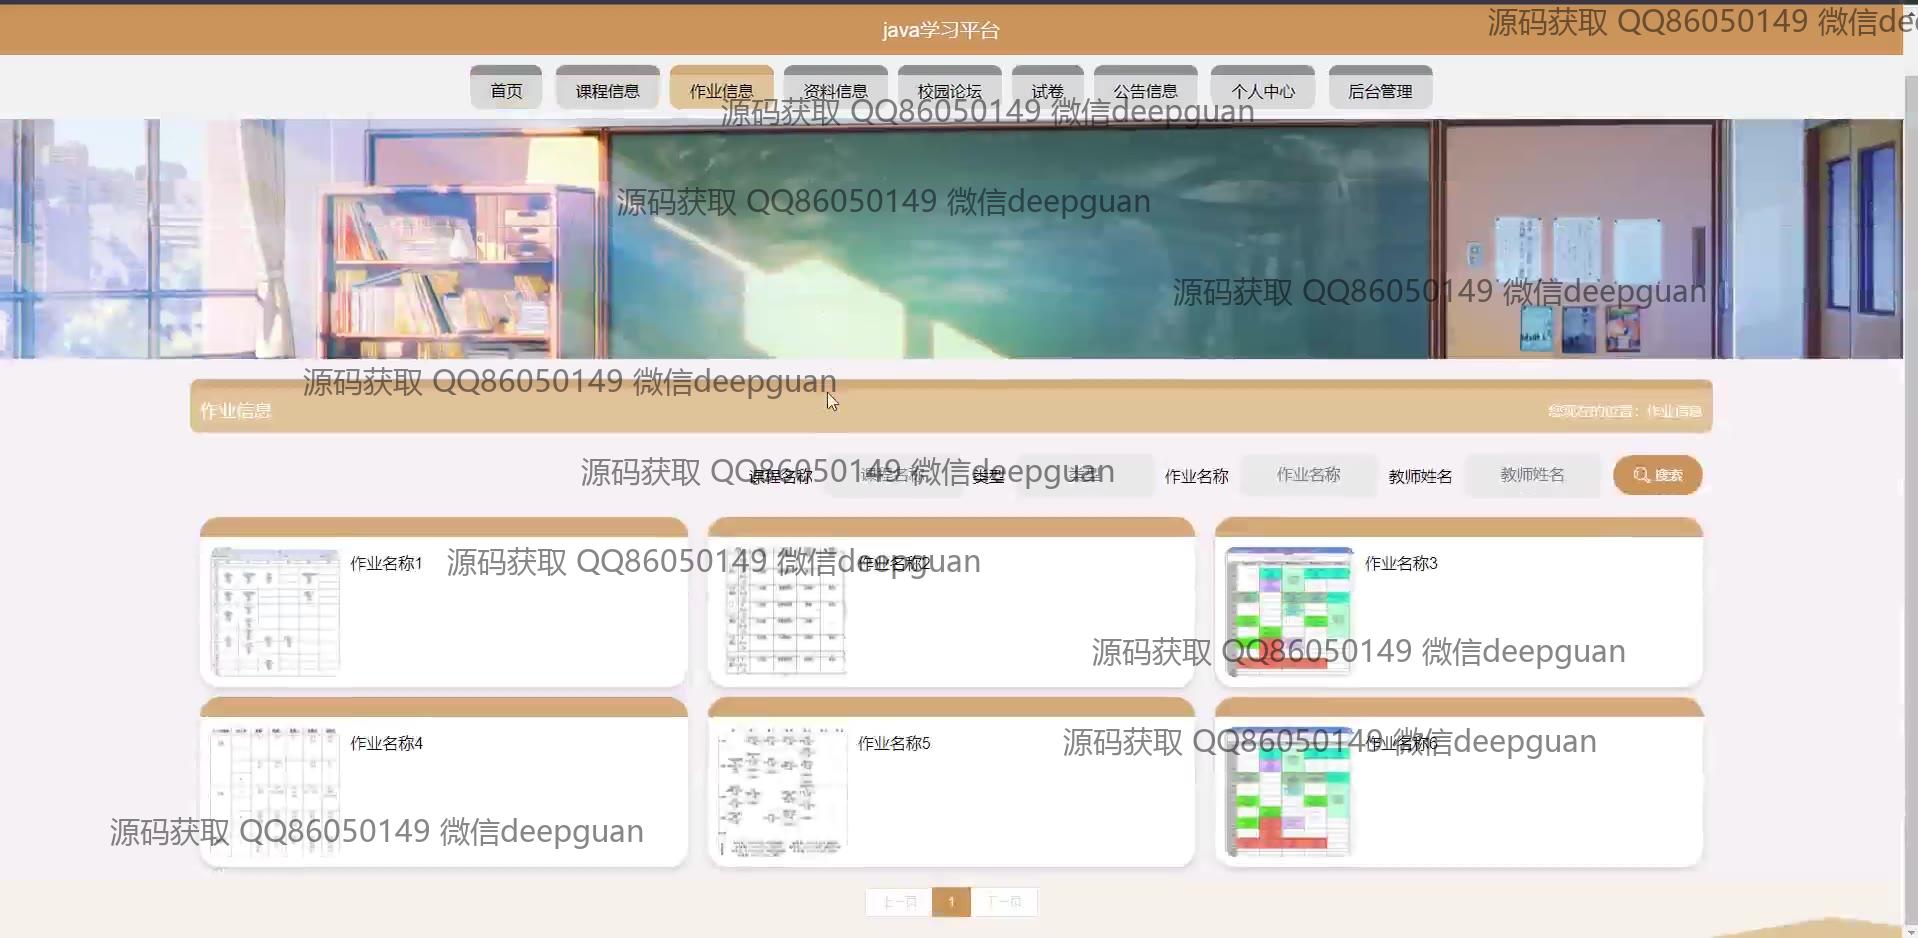 java学习平台
源码获取 QQ86050149 微信dee
首页 课程信息 作业信息 资料信息 校园论坛 试卷 公告信息 个人中心 后台管理
源码获取 QQ86050149 微信deepguan
源码获取 QQ86050149 微信deepguan
源码获取 QQ86050149 微信deepguan
源码获取 QQ86050149 微信deepguan
作业信息
您现在的位置：作业信息
源码获取 QQ86050149 微信deepguan
课程名称 课程名称 类型 类型 作业名称 作业名称 教师姓名 教师姓名 搜索
作业名称1
源码获取 QQ86050149 微信deepguan
作业名称2
作业名称3
源码获取 QQ86050149 微信deepguan
作业名称4
作业名称5
源码获取 QQ86050149 微信deepguan
作业名称6
源码获取 QQ86050149 微信deepguan
上一页 1 下一页